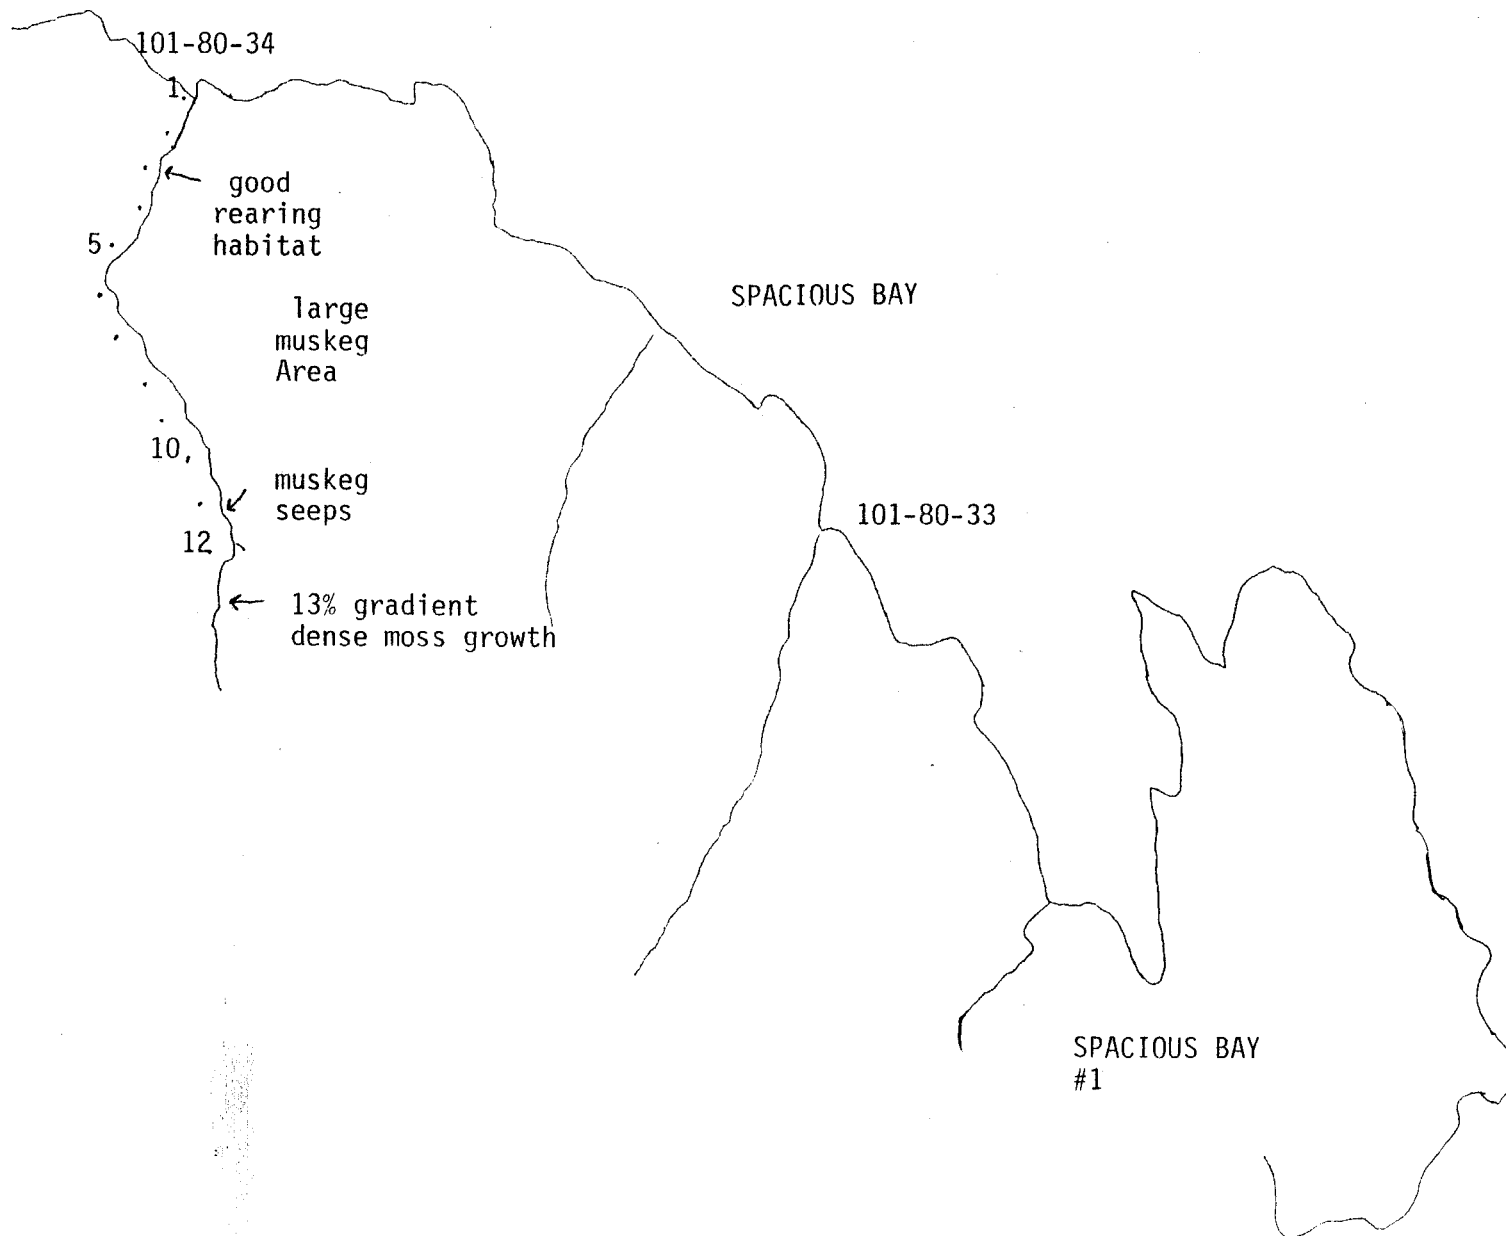 101-80-34
1.
good
rearing
habitat
5.
large
muskeg
Area
SPACIOUS BAY
10,
muskeg
seeps
12
101-80-33
13% gradient
dense moss growth
SPACIOUS BAY
#1